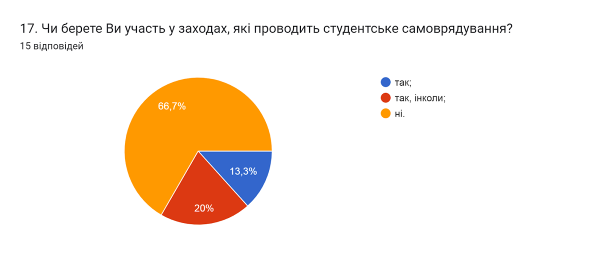 17. Чи берете Ви участь у заходах, які проводить студентське самоврядування?
15 відповідей
так;
так, інколи;
ні.
66,7%
13,3%
20%